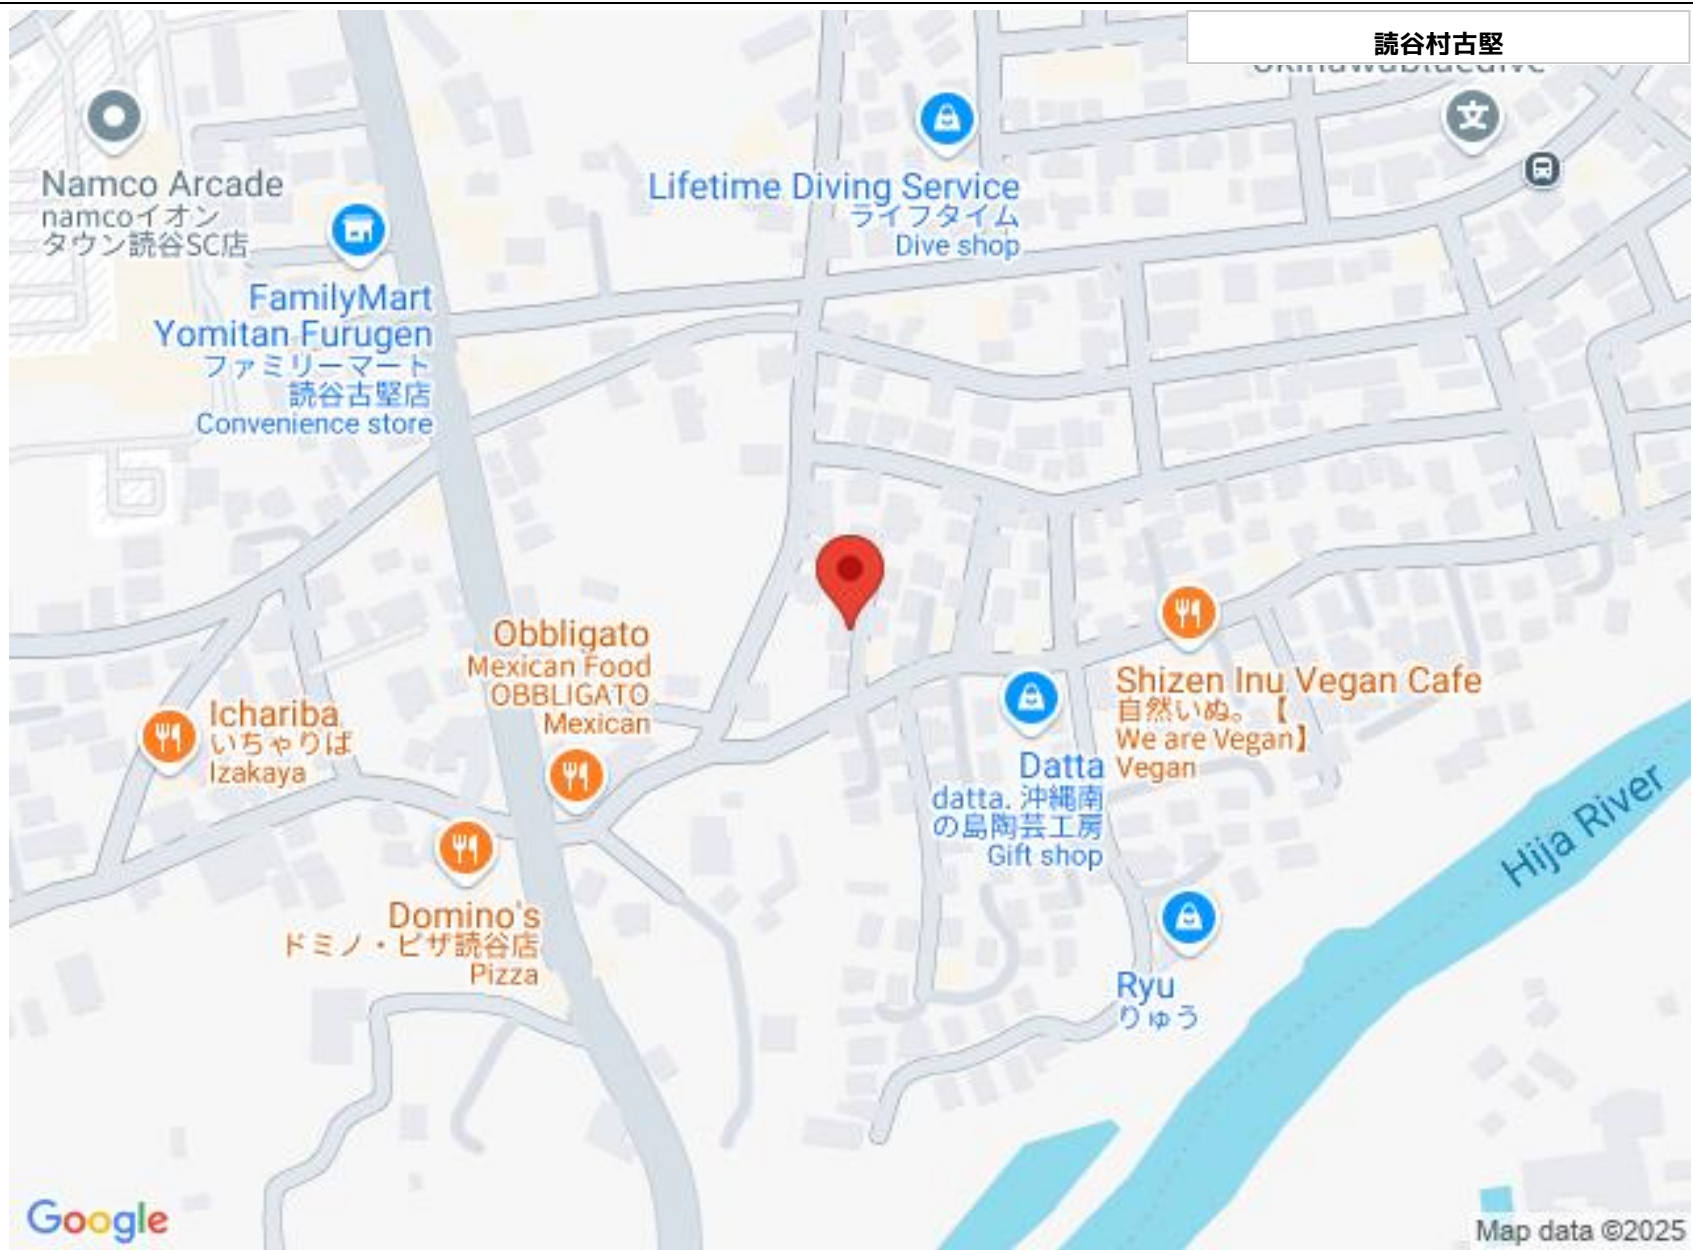 読谷村古堅
Namco Arcade
namcoイオン
タウン読谷SC店
Lifetime Diving Service
ライフタイム
Dive shop
FamilyMart
Yomitan Furugen
ファミリーマート
読谷古堅店
Convenience store
Obbligato
Mexican Food
OBBLIGATO
Mexican
Ichariba
いちゃりば
Izakaya
Shizen Inu Vegan Cafe
自然いぬ。【
We are Vegan】
Vegan
Datta
datta. 沖縄南
の島陶芸工房
Gift shop
Domino's
ドミノ・ピザ読谷店
Pizza
Hija River
Ryu
りゅう
文
Google
Map data ©2025